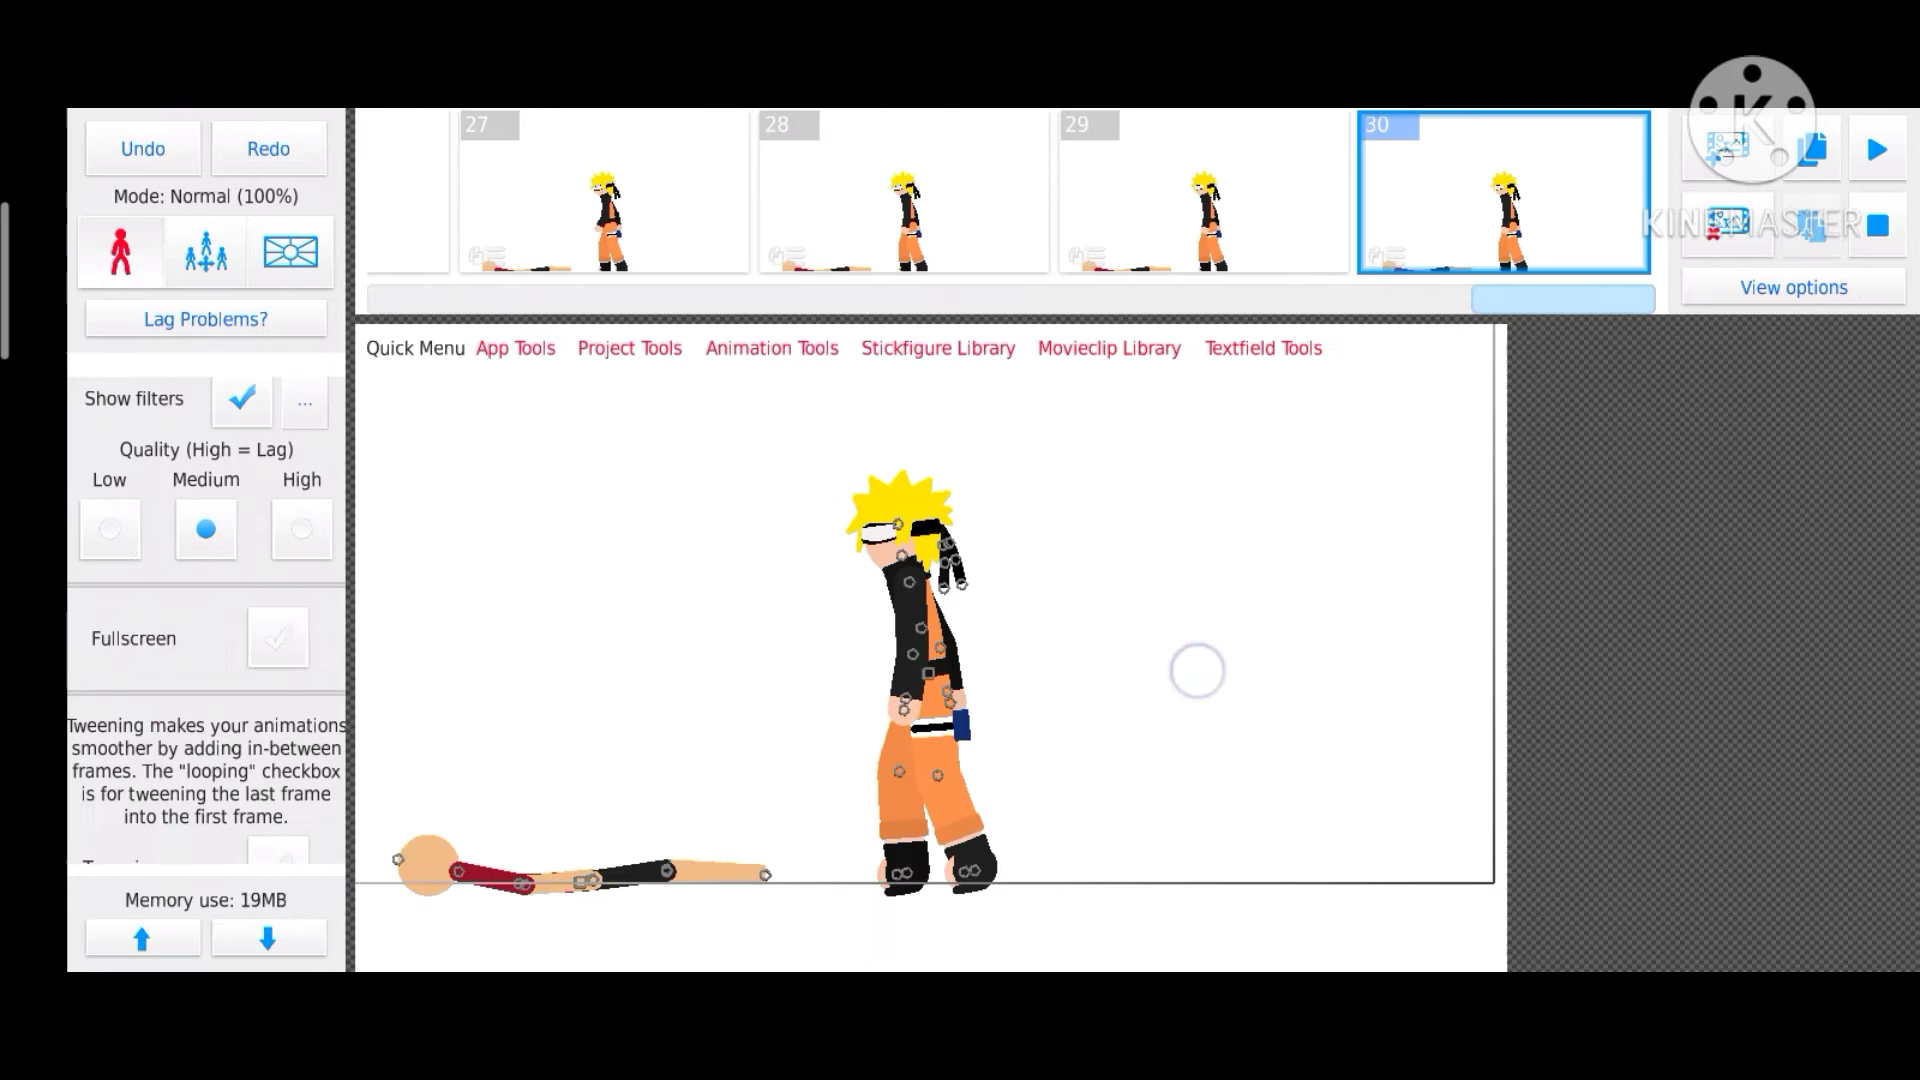 Undo
Redo
Mode: Normal (100%)
Lag Problems?
Show filters
...
Quality (High = Lag)
Low
Medium
High
Fullscreen
Tweening makes your animations
smoother by adding in-between
frames. The "looping" checkbox
is for tweening the last frame
into the first frame.
Memory use: 19MB
27
28
29
30
K
KINEMASTER
View options
Quick Menu
App Tools
Project Tools
Animation Tools
Stickfigure Library
Movieclip Library
Textfield Tools